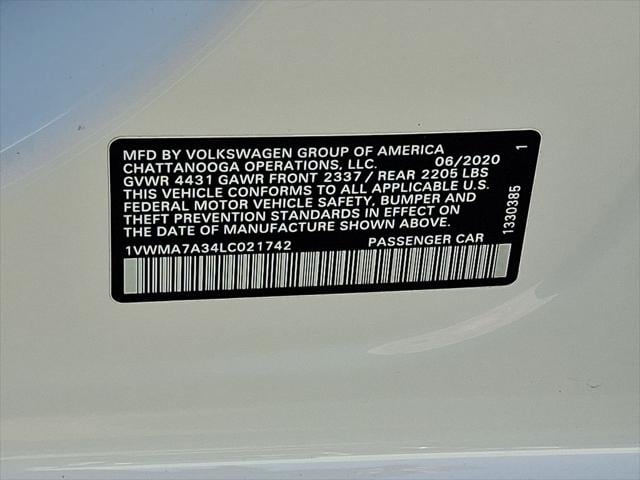 MFD BY VOLKSWAGEN GROUP OF AMERICA
CHATTANOOGA OPERATIONS, LLC. 06/2020
GVWR 4431 GAWR FRONT 2337 / REAR 2205 LBS
THIS VEHICLE CONFORMS TO ALL APPLICABLE U.S.
FEDERAL MOTOR VEHICLE SAFETY, BUMPER AND
THEFT PREVENTION STANDARDS IN EFFECT ON
THE DATE OF MANUFACTURE SHOWN ABOVE.
1VWMA7A34LC021742 PASSENGER CAR
1330385 1